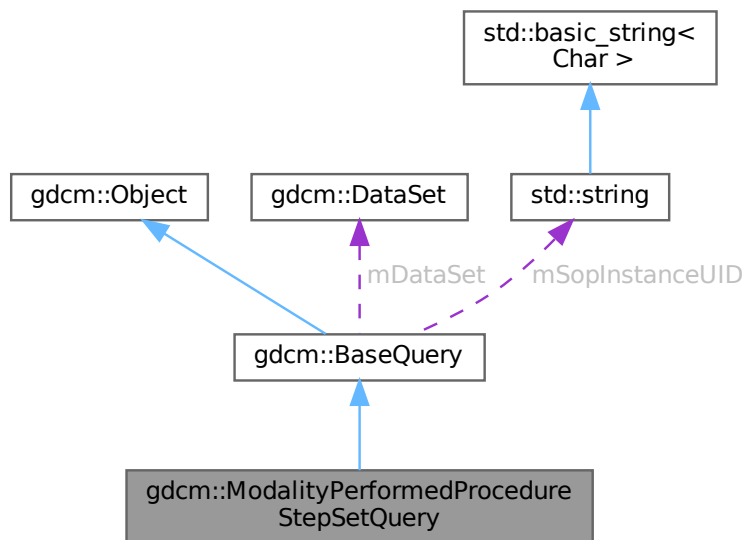 std::basic_string<
Char >
gdcm::Object
gdcm::DataSet
std::string
mDataSet
mSopInstanceUID
gdcm::BaseQuery
gdcm::ModalityPerformedProcedure
StepSetQuery